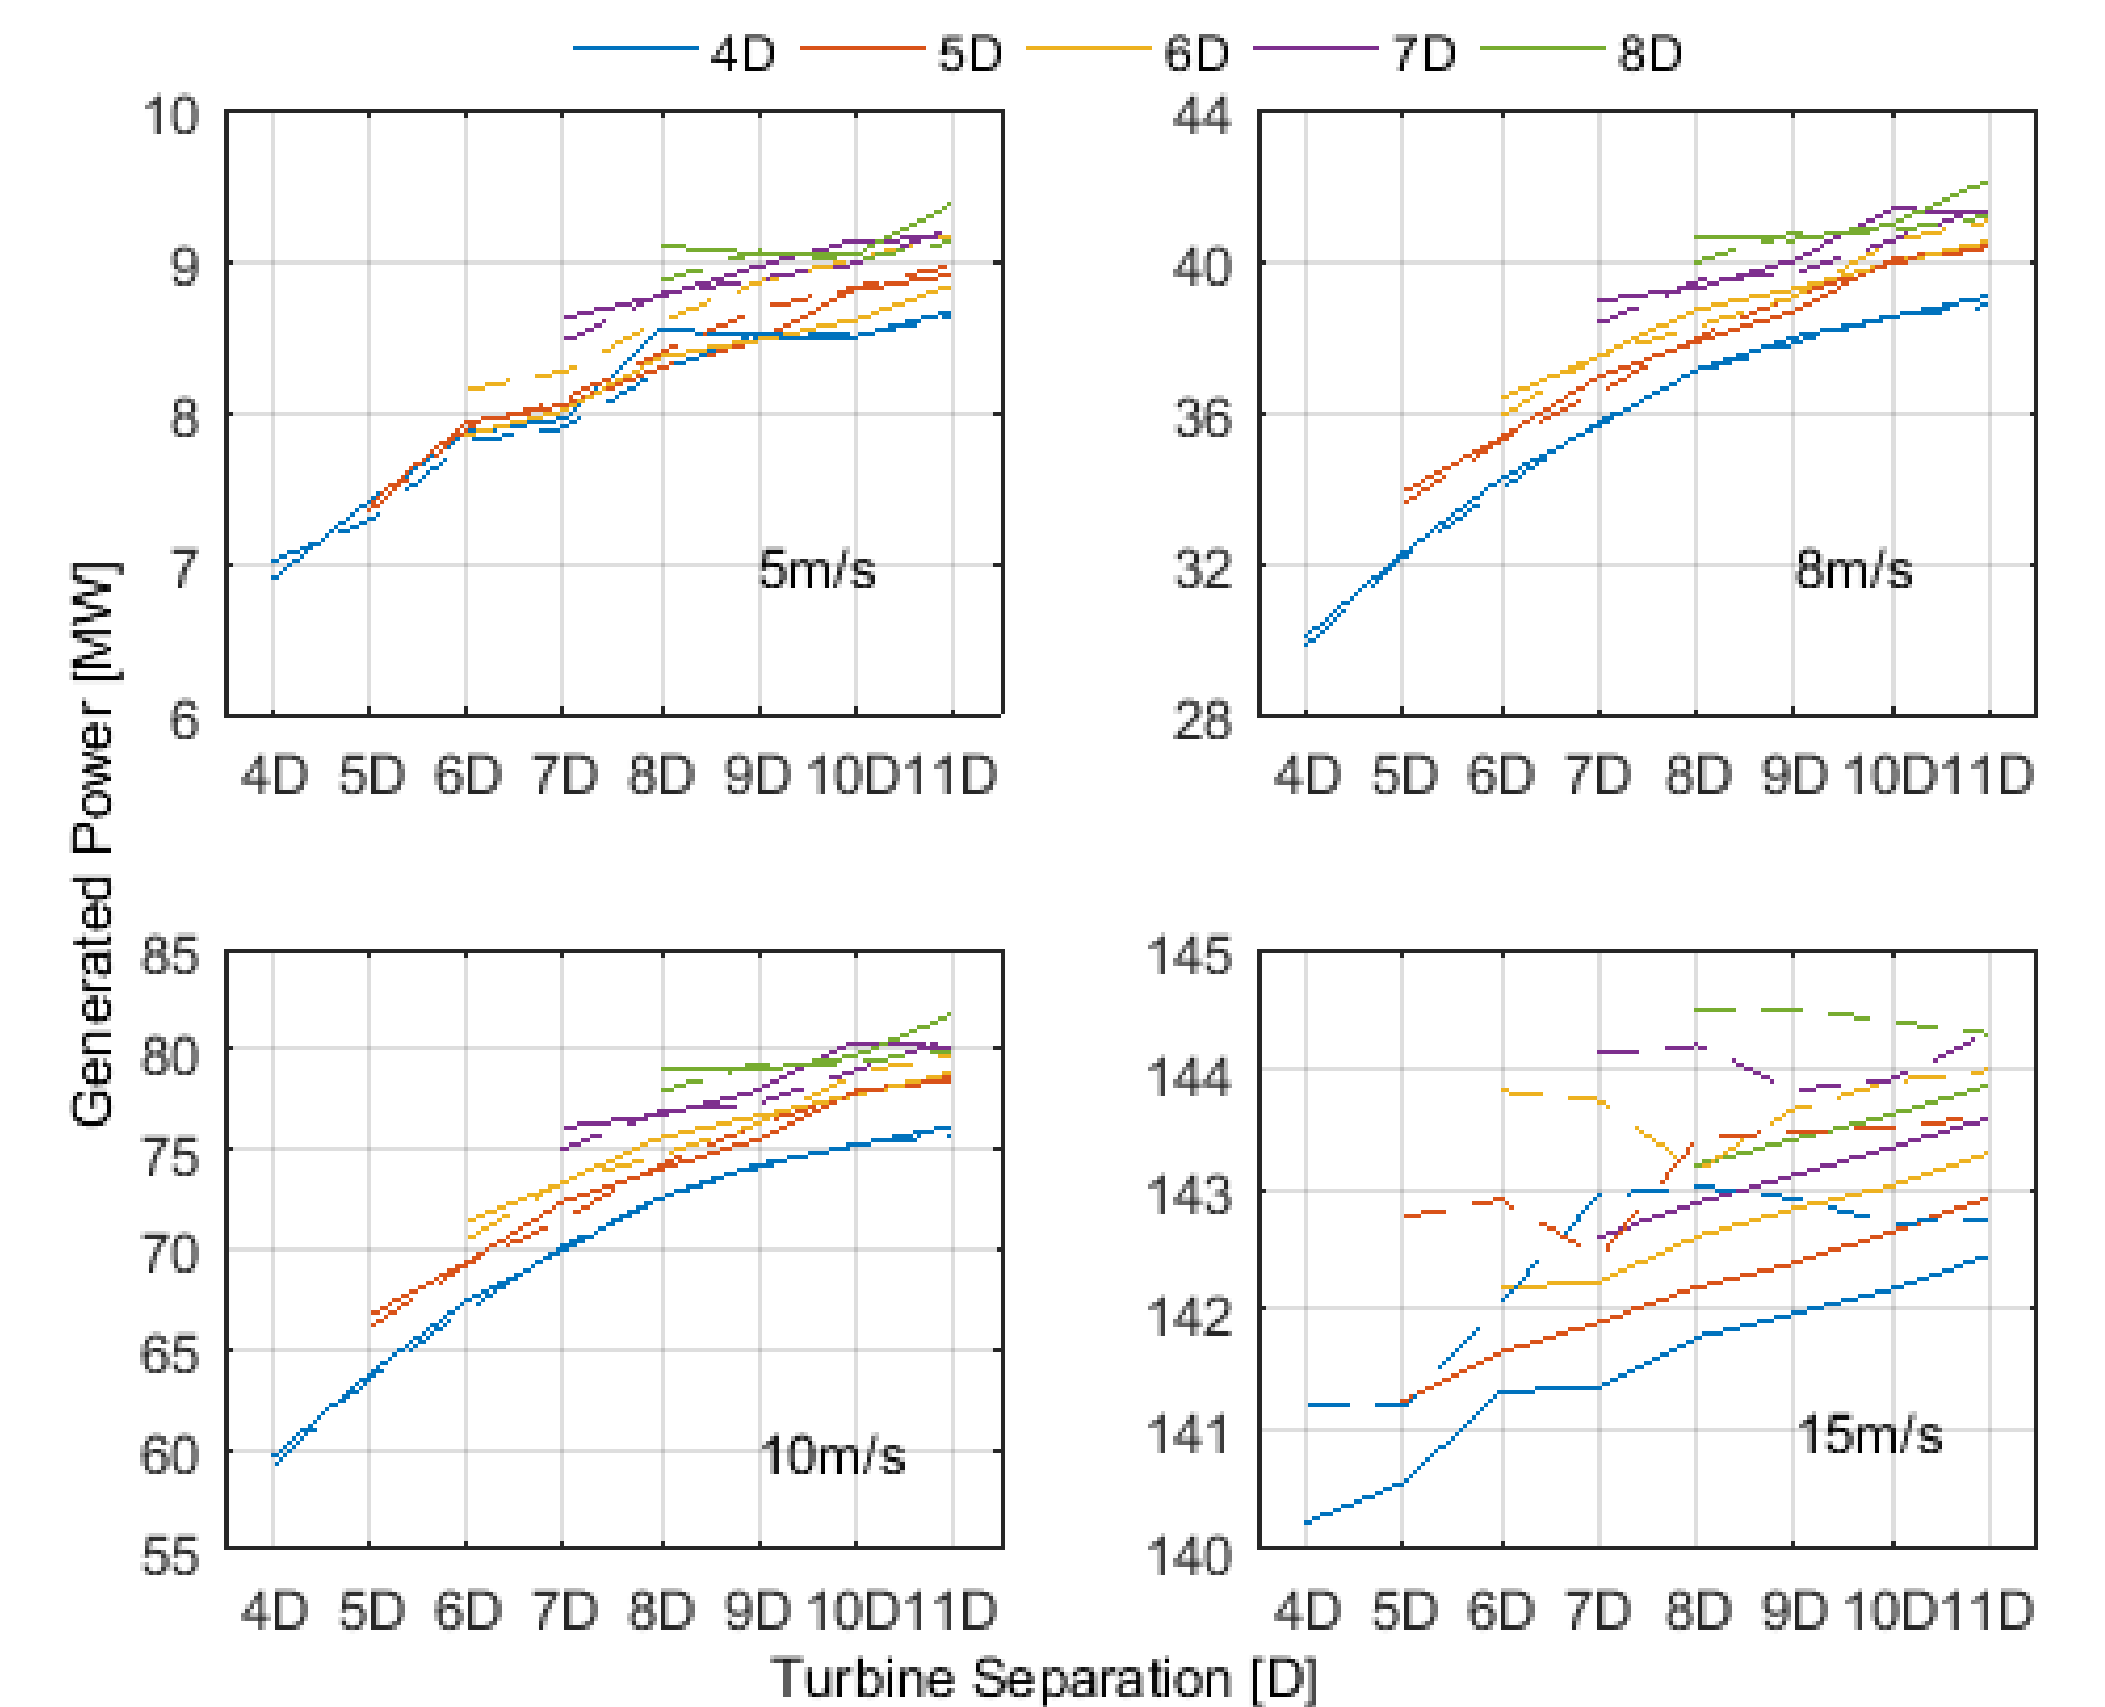 4D 5D 6D 7D 8D
10
9
8
7
6
5m/s
4D 5D 6D 7D 8D 9D 10D 11D
44
40
36
32
28
8m/s
4D 5D 6D 7D 8D 9D 10D 11D
Generated Power [MW]
85
80
75
70
65
60
55
10m/s
4D 5D 6D 7D 8D 9D 10D 11D
145
144
143
142
141
140
15m/s
4D 5D 6D 7D 8D 9D 10D 11D
Turbine Separation [D]